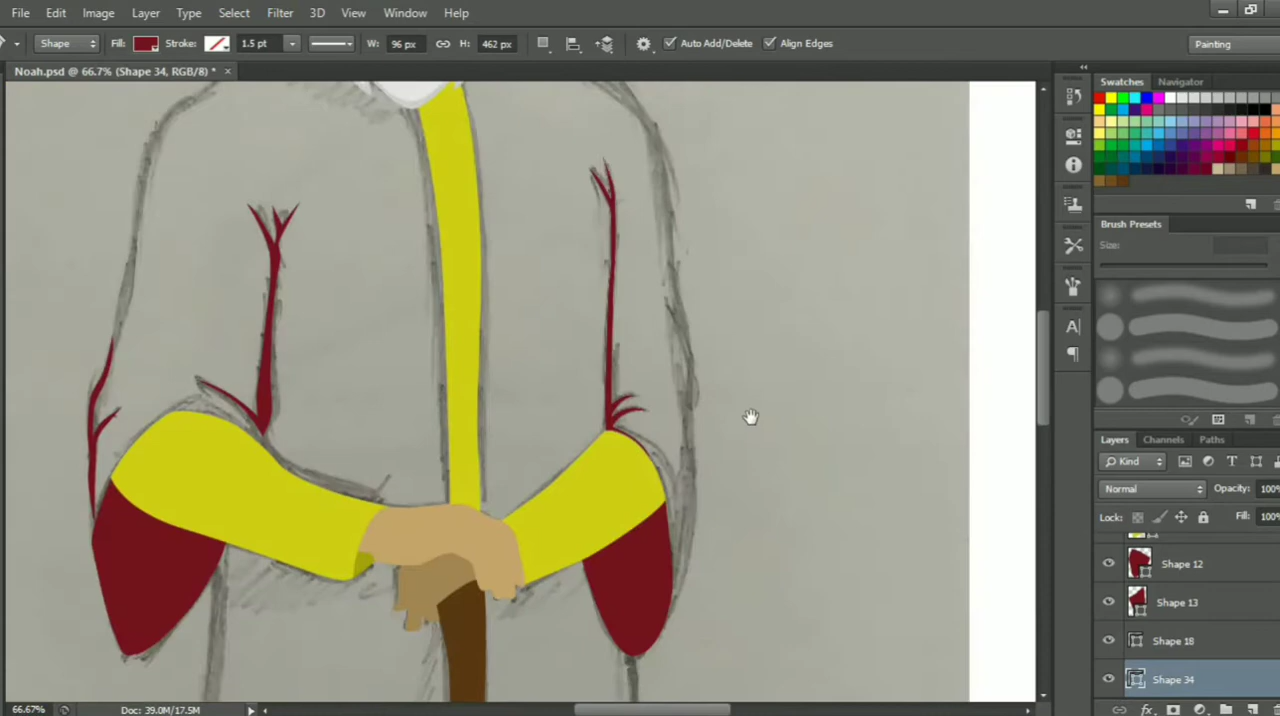 File Edit Image Layer Type Select Filter 3D View Window Help
Shape Fill: Stroke: 1.5 pt W: 96 px H: 462 px Auto Add/Delete Align Edges Painting
Noah.psd @ 66.7% (Shape 34, RGB/8) * ×
Swatches Navigator
Brush Presets
Size:
Layers Channels Paths
Kind
Normal Opacity: 100%
Lock: Fill: 100%
Shape 12
Shape 13
Shape 18
Shape 34
66.67% Doc: 39.0M/17.5M